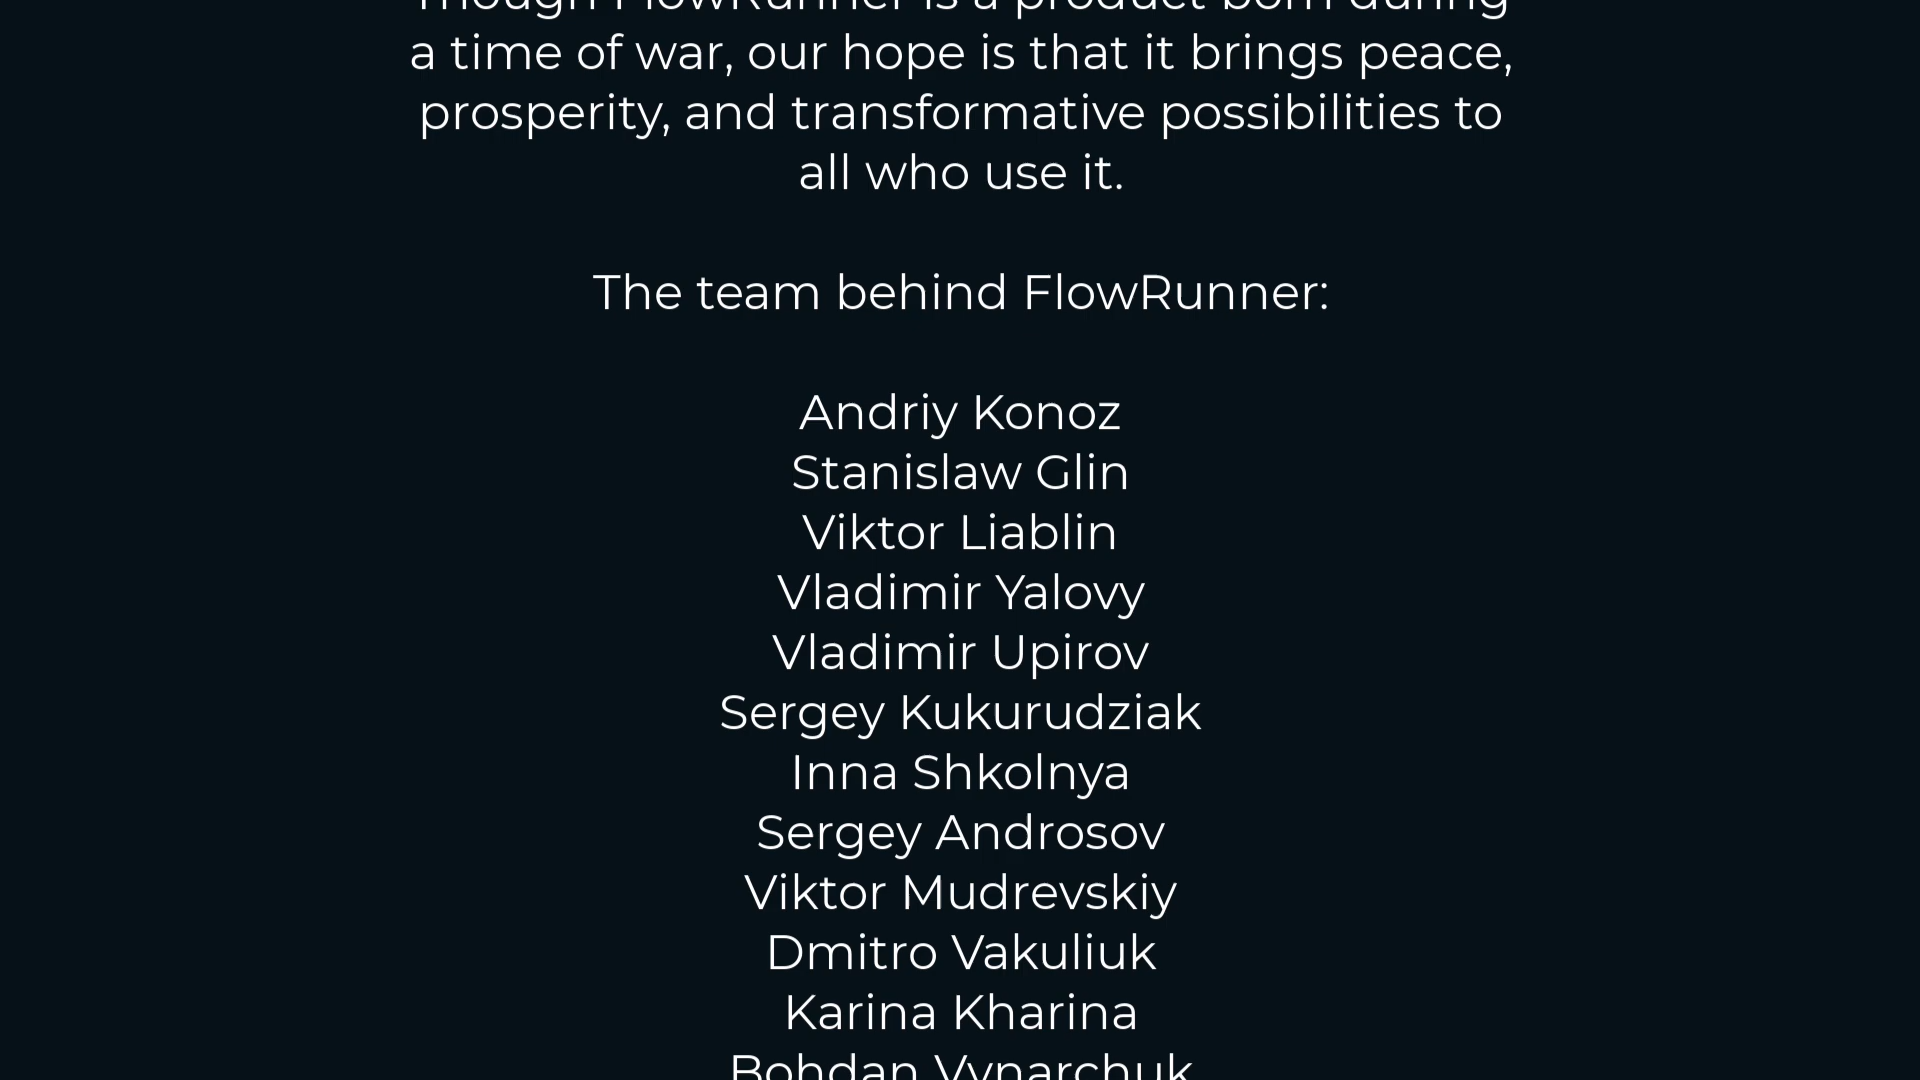 Though FlowRunner is a product born during
a time of war, our hope is that it brings peace,
prosperity, and transformative possibilities to
all who use it.
The team behind FlowRunner:
Andriy Konoz
Stanislaw Glin
Viktor Liablin
Vladimir Yalovy
Vladimir Upirov
Sergey Kukurudziak
Inna Shkolnya
Sergey Androsov
Viktor Mudrevskiy
Dmitro Vakuliuk
Karina Kharina
Bohdan Vynarchuk